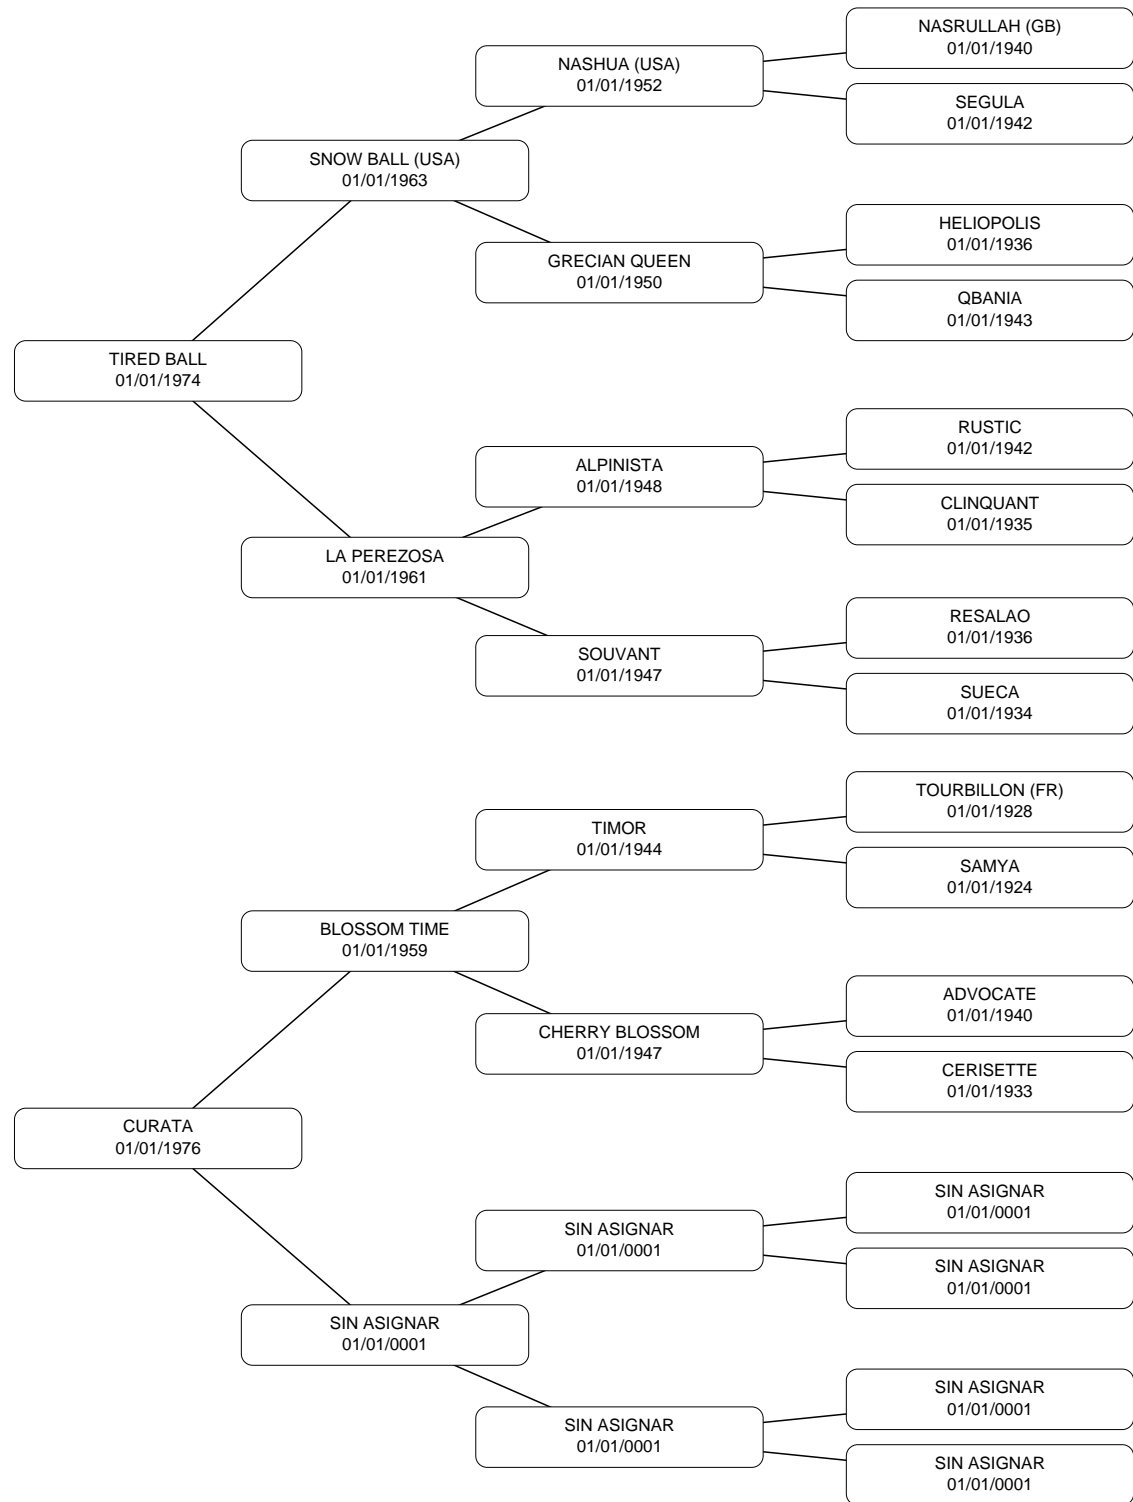 NASRULLAH (GB)
01/01/1940
NASHUA (USA)
01/01/1952
SEGULA
01/01/1942
SNOW BALL (USA)
01/01/1963
HELIOPOLIS
01/01/1936
GRECIAN QUEEN
01/01/1950
QBANIA
01/01/1943
TIRED BALL
01/01/1974
RUSTIC
01/01/1942
ALPINISTA
01/01/1948
CLINQUANT
01/01/1935
LA PEREZOSA
01/01/1961
RESALAO
01/01/1936
SOUVANT
01/01/1947
SUECA
01/01/1934
TOURBILLON (FR)
01/01/1928
TIMOR
01/01/1944
SAMYA
01/01/1924
BLOSSOM TIME
01/01/1959
ADVOCATE
01/01/1940
CHERRY BLOSSOM
01/01/1947
CERISETTE
01/01/1933
CURATA
01/01/1976
SIN ASIGNAR
01/01/0001
SIN ASIGNAR
01/01/0001
SIN ASIGNAR
01/01/0001
SIN ASIGNAR
01/01/0001
SIN ASIGNAR
01/01/0001
SIN ASIGNAR
01/01/0001
SIN ASIGNAR
01/01/0001